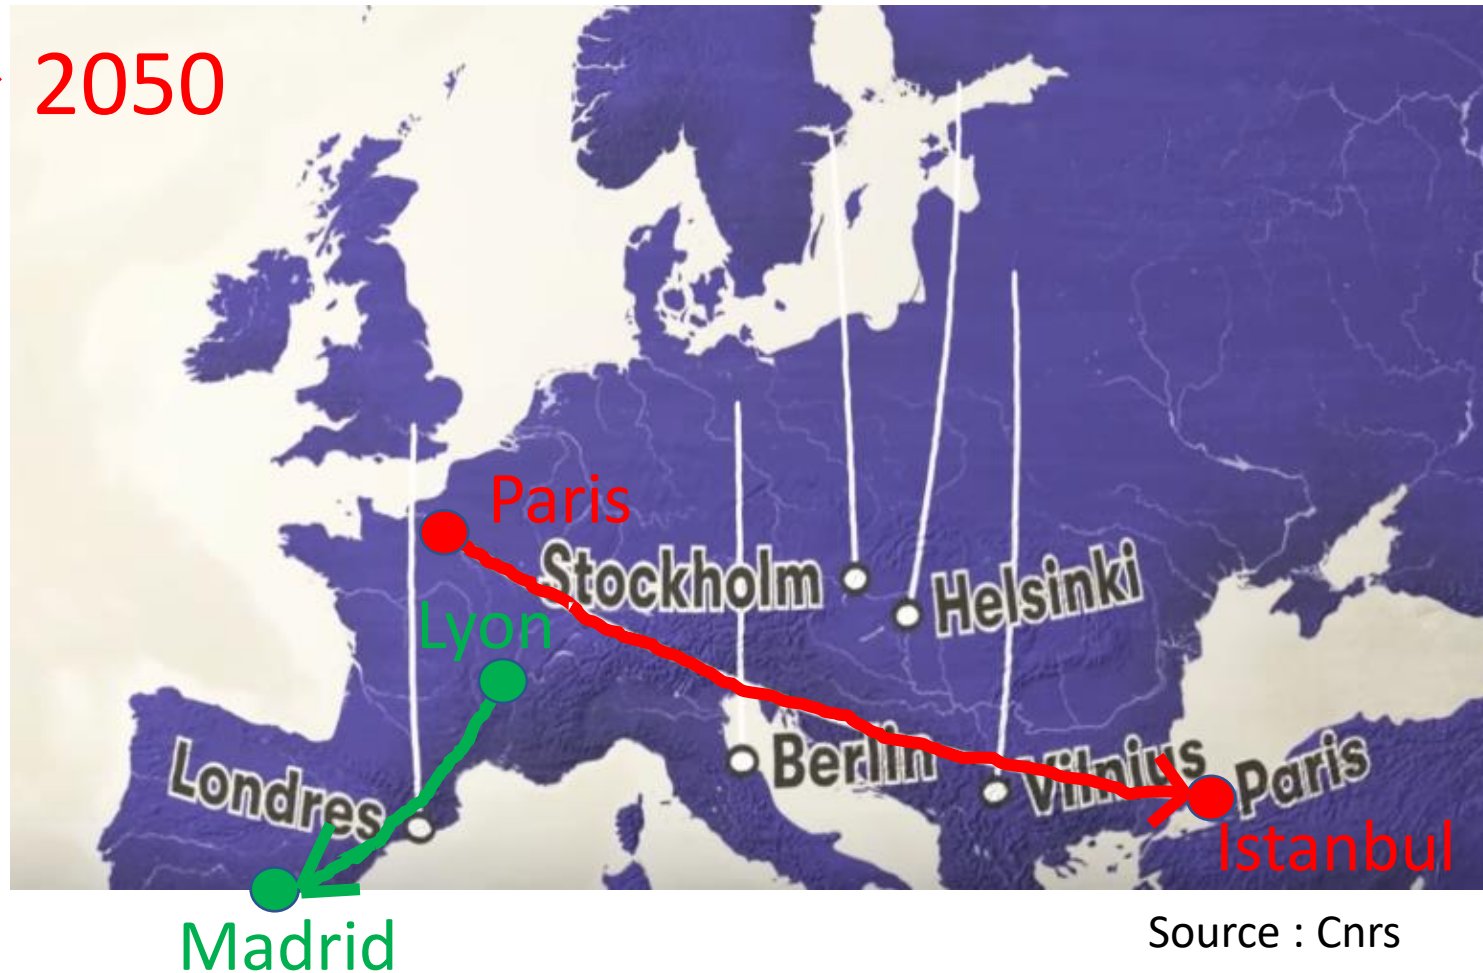 2050
Paris
Stockholm
Helsinki
Lyon
Londres
Berlin
Vilnius
Paris
Istanbul
Madrid
Source : Cnrs